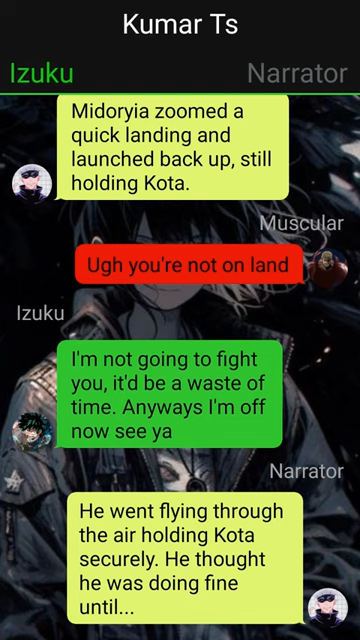 Kumar Ts
Izuku
Narrator
Midoryia zoomed a
quick landing and
launched back up, still
holding Kota.
Muscular
Ugh you're not on land
Izuku
I'm not going to fight
you, it'd be a waste of
time. Anyways I'm off
now see ya
Narrator
He went flying through
the air holding Kota
securely. He thought
he was doing fine
until...